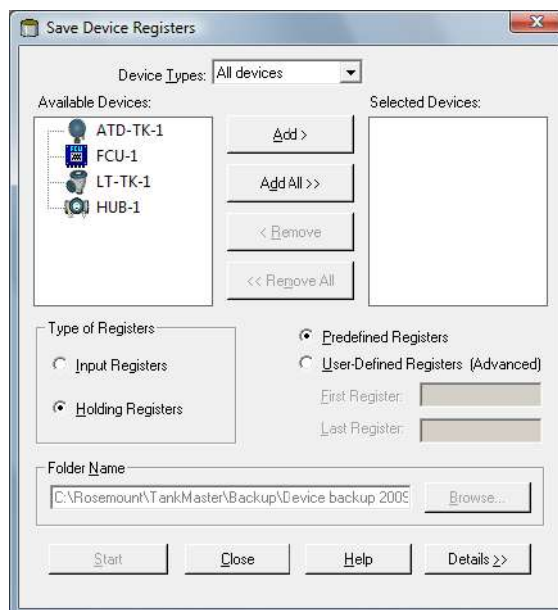 Save Device Registers
Device Types: All devices
Available Devices:
Selected Devices:
ATD-TK-1
FCU-1
LT-TK-1
HUB-1
Add >
Add All >>
< Remove
<< Remove All
Type of Registers
Input Registers
Holding Registers
Predefined Registers
User-Defined Registers (Advanced)
First Register:
Last Register:
Folder Name
C:\Rosemount\TankMaster\Backup\Device backup 2009
Browse...
Start
Close
Help
Details >>